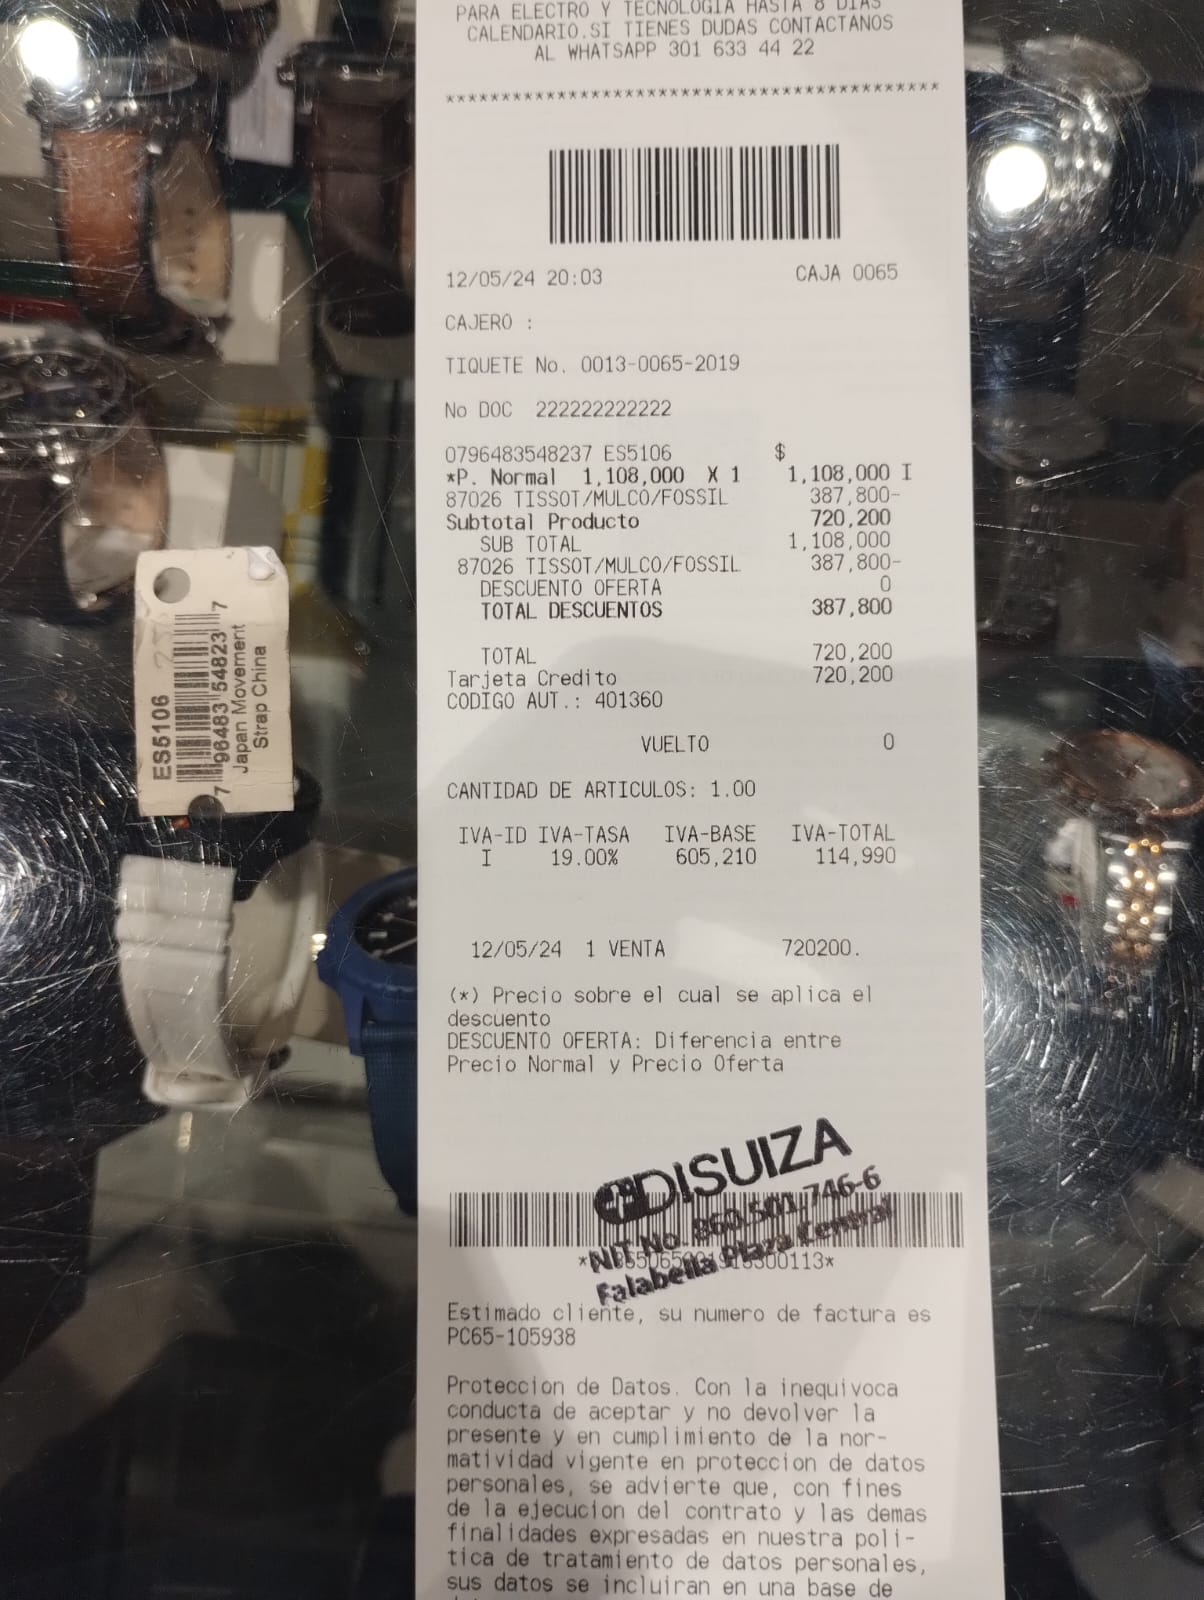 PARA ELECTRO Y TECNOLOGIA HASTA 8 DIAS
CALENDARIO.SI TIENES DUDAS CONTACTANOS
AL WHATSAPP 301 633 44 22
********************************************
12/05/24 20:03 CAJA 0065
CAJERO :
TIQUETE No. 0013-0065-2019
No DOC 222222222222
0796483548237 ES5106 $
*P. Normal 1,108,000 X 1 1,108,000 I
87026 TISSOT/MULCO/FOSSIL 387,800-
Subtotal Producto 720,200
SUB TOTAL 1,108,000
87026 TISSOT/MULCO/FOSSIL 387,800-
DESCUENTO OFERTA 0
TOTAL DESCUENTOS 387,800
TOTAL 720,200
Tarjeta Credito 720,200
CODIGO AUT.: 401360
VUELTO 0
CANTIDAD DE ARTICULOS: 1.00
IVA-ID IVA-TASA IVA-BASE IVA-TOTAL
I 19.00% 605,210 114,990
12/05/24 1 VENTA 720200.
(*) Precio sobre el cual se aplica el
descuento
DESCUENTO OFERTA: Diferencia entre
Precio Normal y Precio Oferta
DISUIZA
NIT No. 860.501.746-6
Falabella Plaza Central
Estimado cliente, su numero de factura es
PC65-105938
Proteccion de Datos. Con la inequivoca
conducta de aceptar y no devolver la
presente y en cumplimiento de la nor-
matividad vigente en proteccion de datos
personales, se advierte que, con fines
de la ejecucion del contrato y las demas
finalidades expresadas en nuestra poli-
tica de tratamiento de datos personales,
sus datos se incluiran en una base de
ES5106
7 96483 54823 7
Japan Movement
Strap China